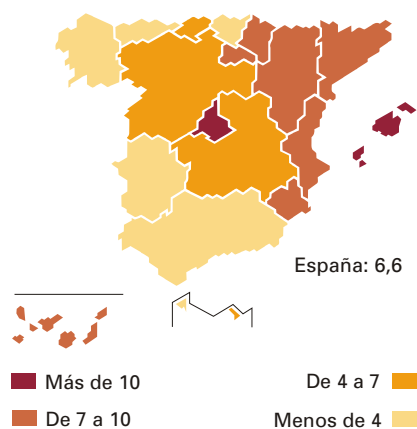 España: 6,6
Más de 10
De 4 a 7
De 7 a 10
Menos de 4